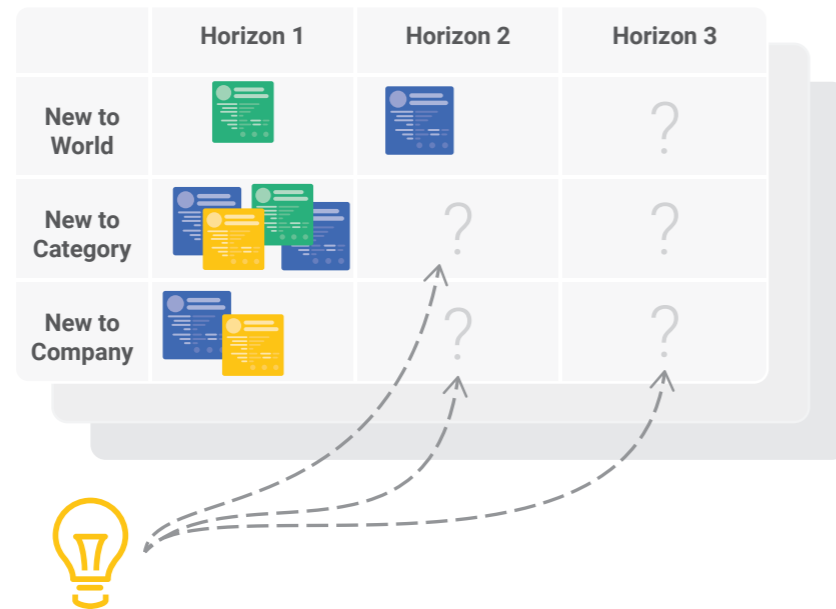 Horizon 1
Horizon 2
Horizon 3
New to
World
?
New to
Category
?
?
New to
Company
?
?